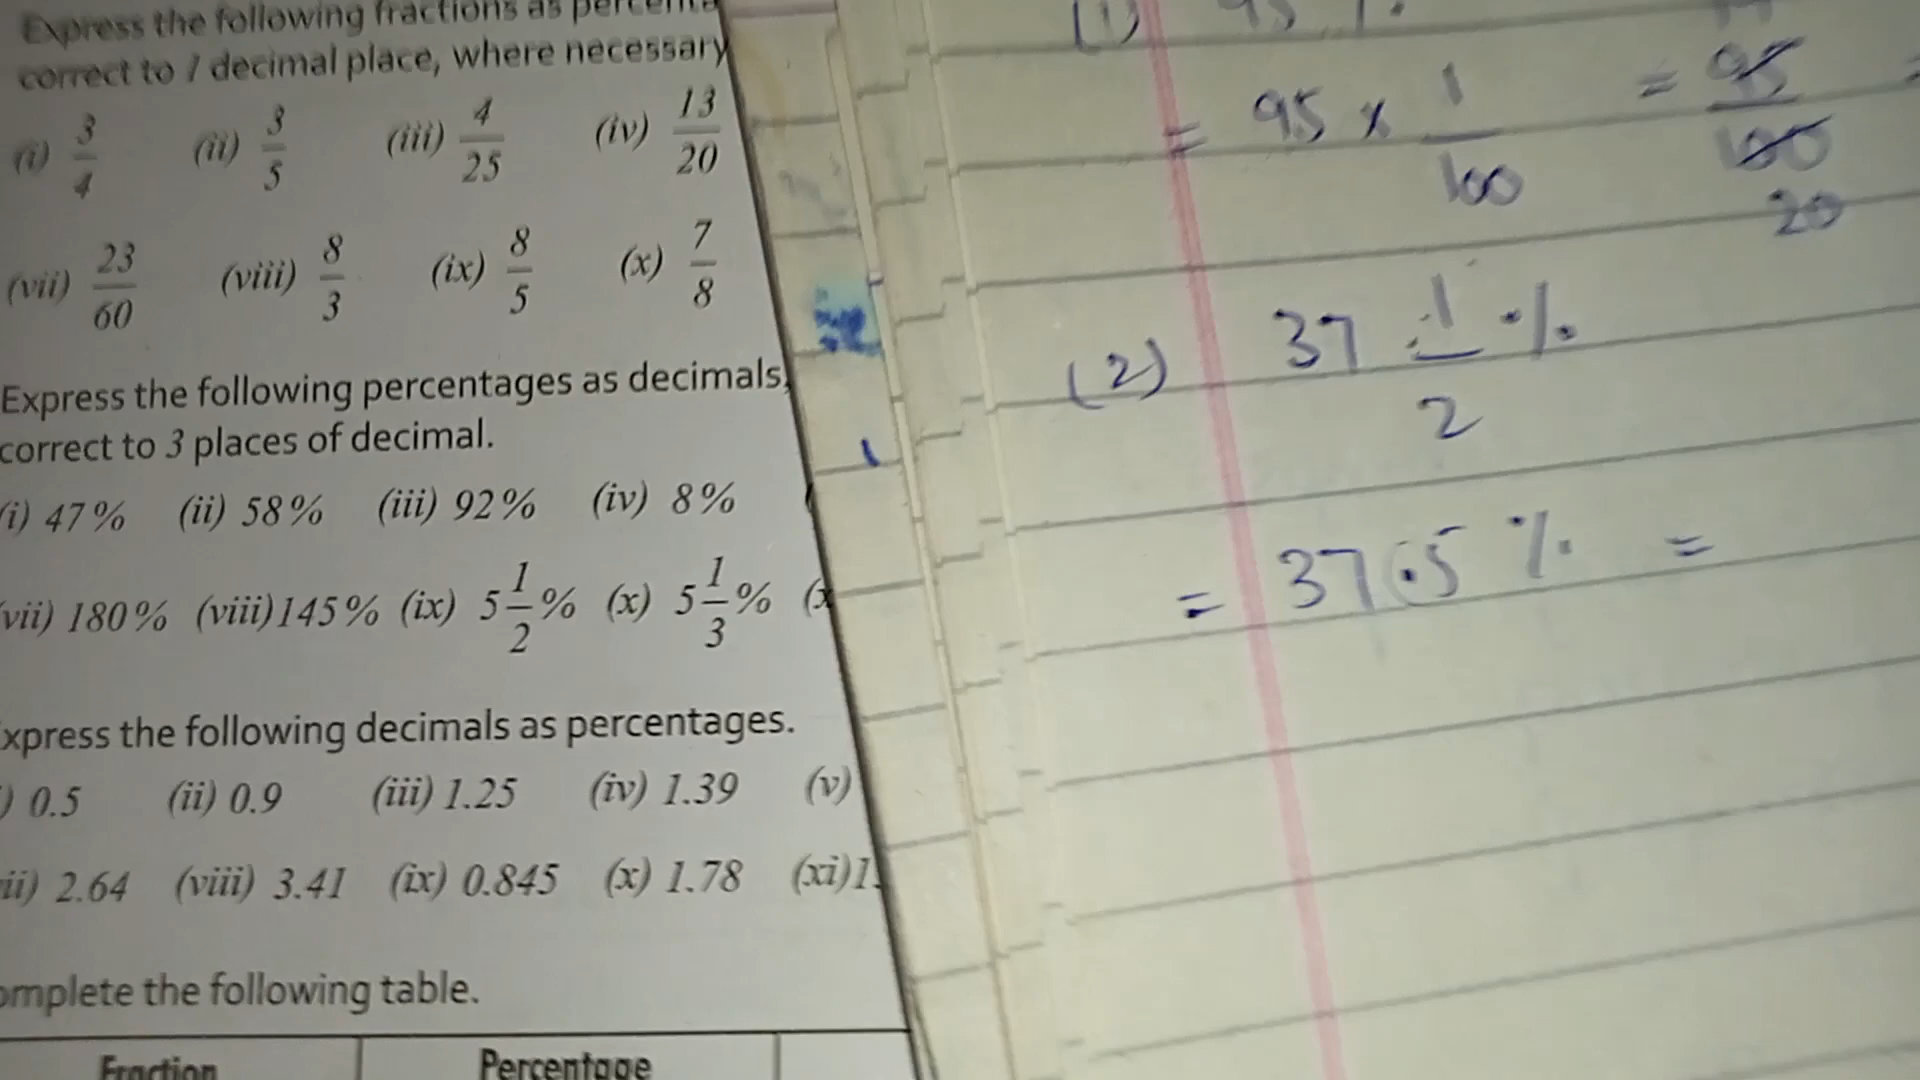 Express the following fractions as
correct to 1 decimal place, where necessary
(i) 3/4 (ii) 3/5 (iii) 4/25 (iv) 13/20
(vii) 23/60 (viii) 8/3 (ix) 8/5 (x) 7/8
Express the following percentages as decimals,
correct to 3 places of decimal.
(i) 47% (ii) 58% (iii) 92% (iv) 8%
vii) 180% (viii) 145% (ix) 5 1/2% (x) 5 1/3% (x
xpress the following decimals as percentages.
) 0.5 (ii) 0.9 (iii) 1.25 (iv) 1.39 (v)
ii) 2.64 (viii) 3.41 (ix) 0.845 (x) 1.78 (xi) 1.
omplete the following table.
Fraction Percentage
(1) 95 %
= 95 x 1/100 = 95/100
20
(2) 37 1/2 %
= 37.5 % =